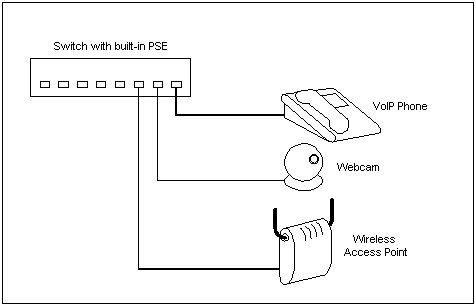 Switch with built-in PSE
VoIP Phone
Webcam
Wireless
Access Point